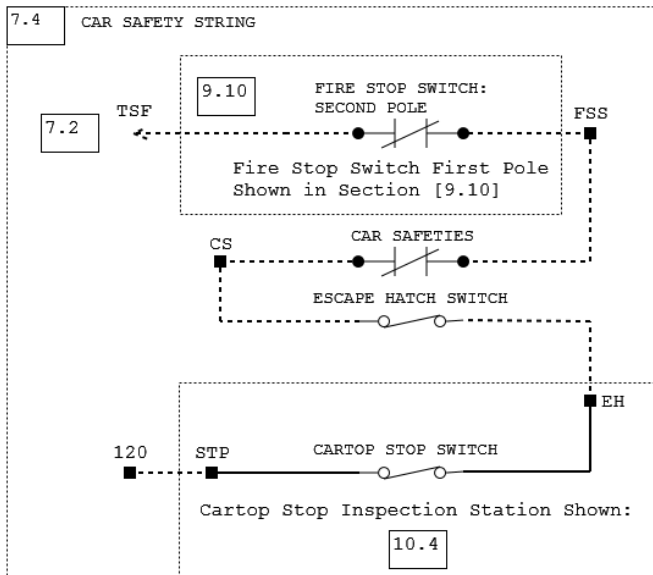 7.4 CAR SAFETY STRING
9.10 FIRE STOP SWITCH:
SECOND POLE
7.2 TSF FSS
Fire Stop Switch First Pole
Shown in Section [9.10]
CS CAR SAFETIES
ESCAPE HATCH SWITCH
EH
120 STP CARTOP STOP SWITCH
Cartop Stop Inspection Station Shown:
10.4